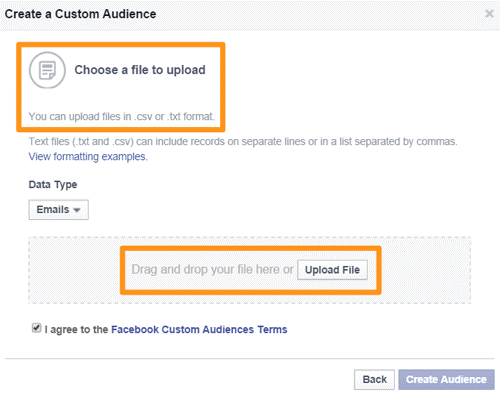 Create a Custom Audience
Choose a file to upload
You can upload files in .csv or .txt format.
Text files (.txt and .csv) can include records on separate lines or in a list separated by commas.
View formatting examples.
Data Type
Emails
Drag and drop your file here or Upload File
I agree to the Facebook Custom Audiences Terms
Back Create Audience